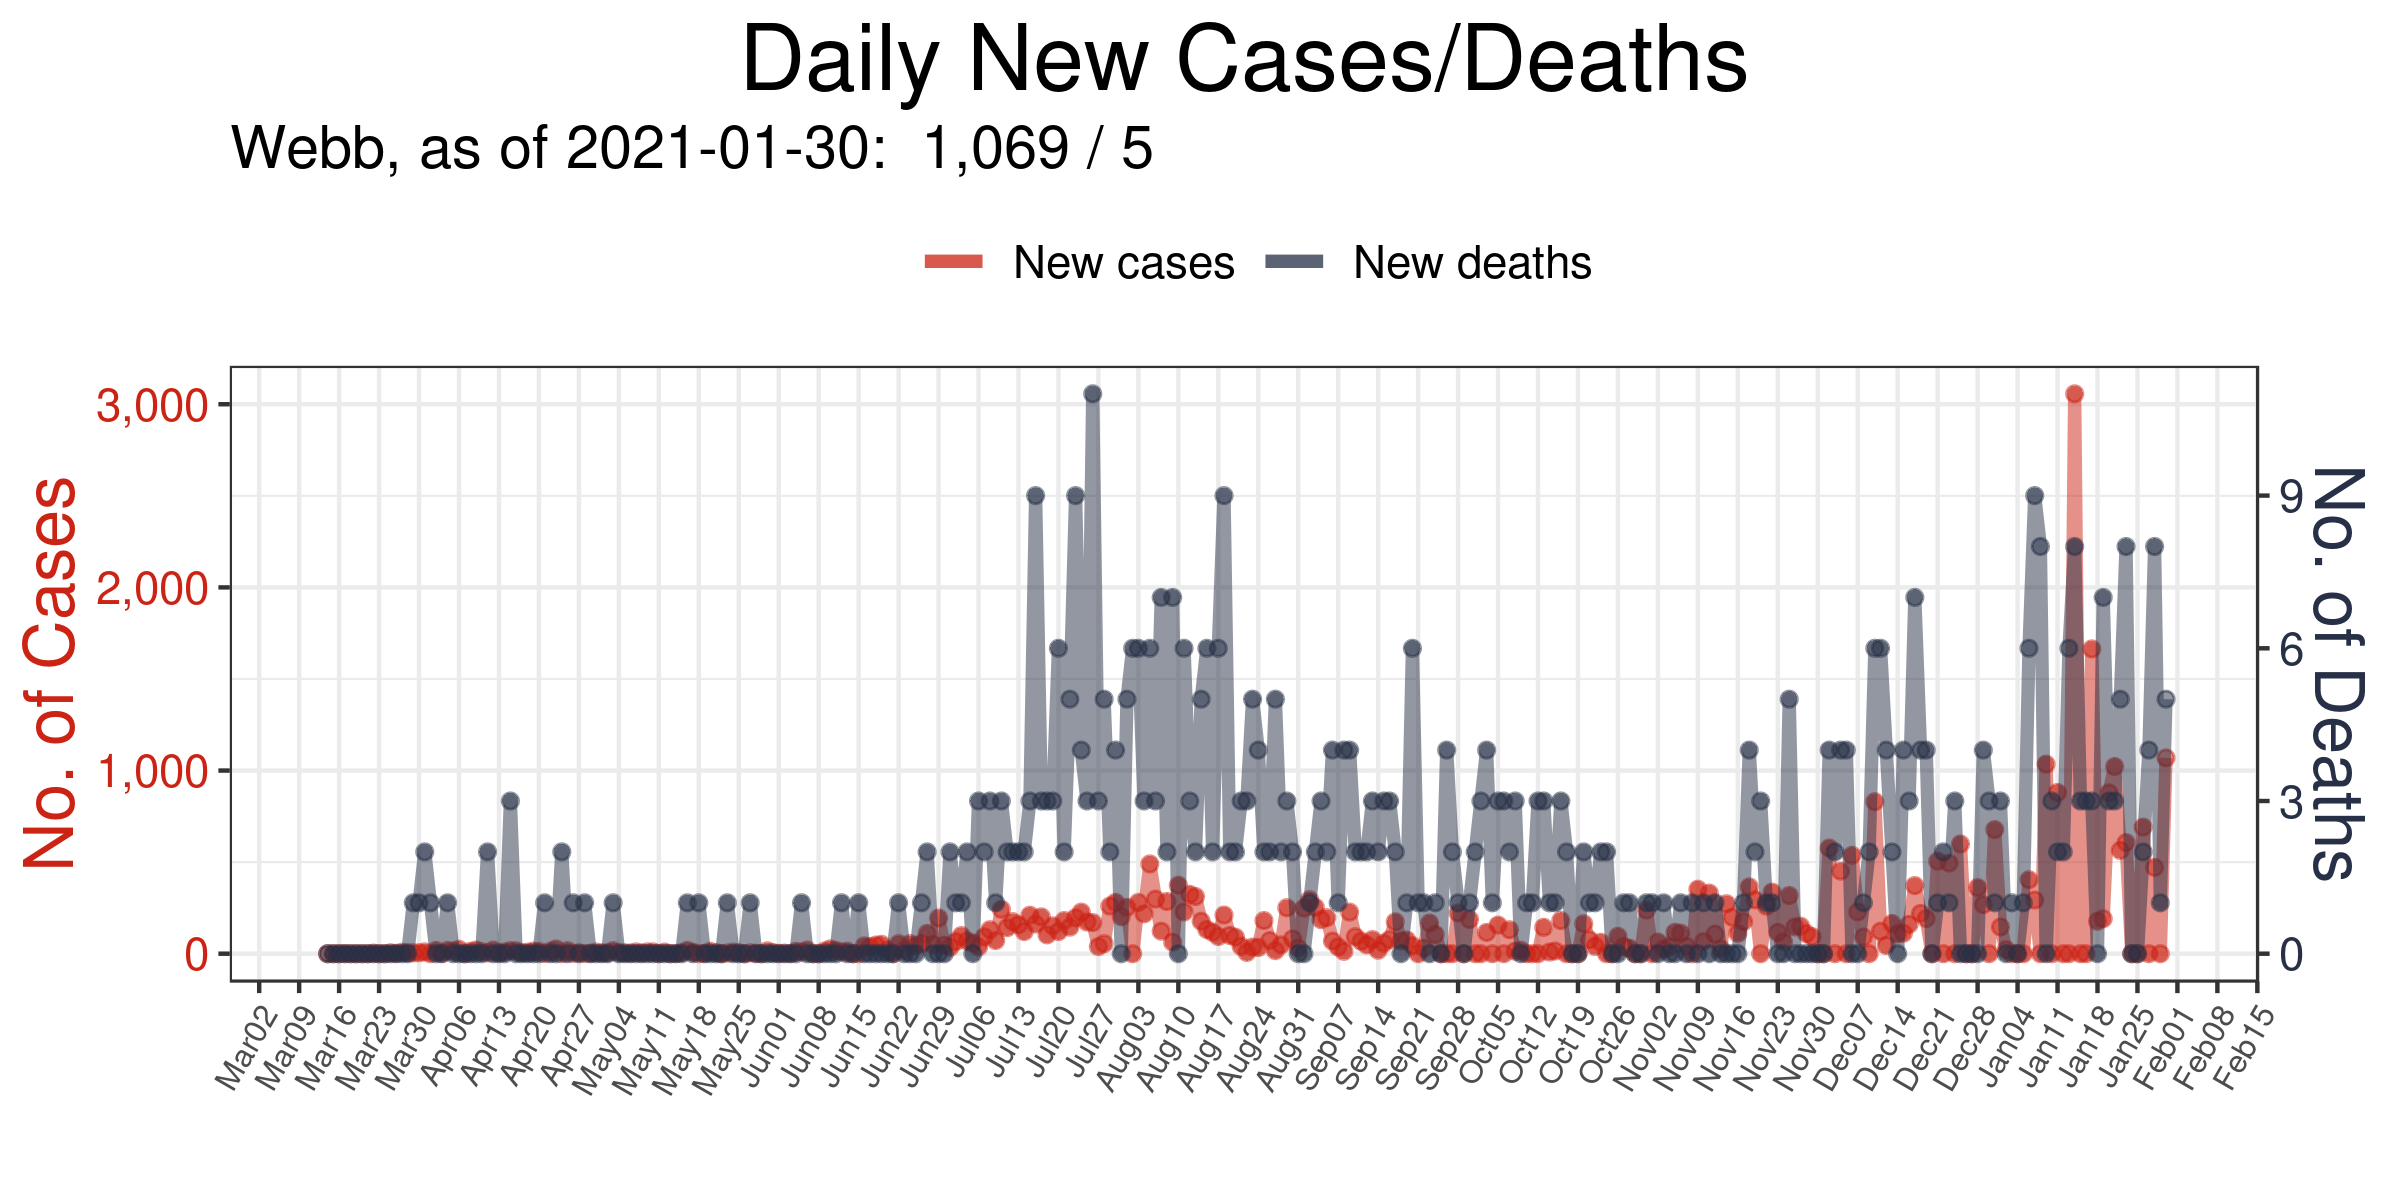 Daily New Cases/Deaths
Webb, as of 2021-01-30:  1,069 / 5
New cases
New deaths
No. of Cases
3,000
2,000
1,000
0
9
6
3
0
No. of Deaths
Mar02
Mar09
Mar16
Mar23
Mar30
Apr06
Apr13
Apr20
Apr27
May04
May11
May18
May25
Jun01
Jun08
Jun15
Jun22
Jun29
Jul06
Jul13
Jul20
Jul27
Aug03
Aug10
Aug17
Aug24
Aug31
Sep07
Sep14
Sep21
Sep28
Oct05
Oct12
Oct19
Oct26
Nov02
Nov09
Nov16
Nov23
Nov30
Dec07
Dec14
Dec21
Dec28
Jan04
Jan11
Jan18
Jan25
Feb01
Feb08
Feb15